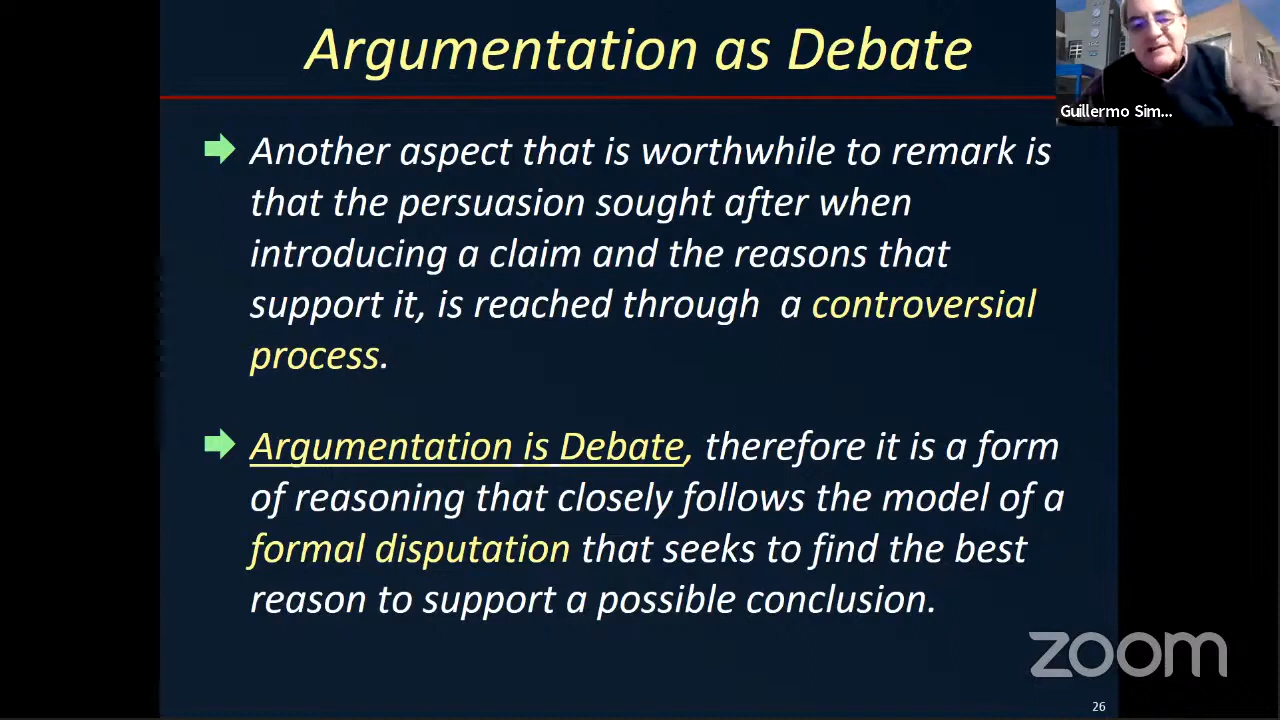 Argumentation as Debate
Guillermo Sim...
Another aspect that is worthwhile to remark is
that the persuasion sought after when
introducing a claim and the reasons that
support it, is reached through a controversial
process.
Argumentation is Debate, therefore it is a form
of reasoning that closely follows the model of a
formal disputation that seeks to find the best
reason to support a possible conclusion.
zoom
26